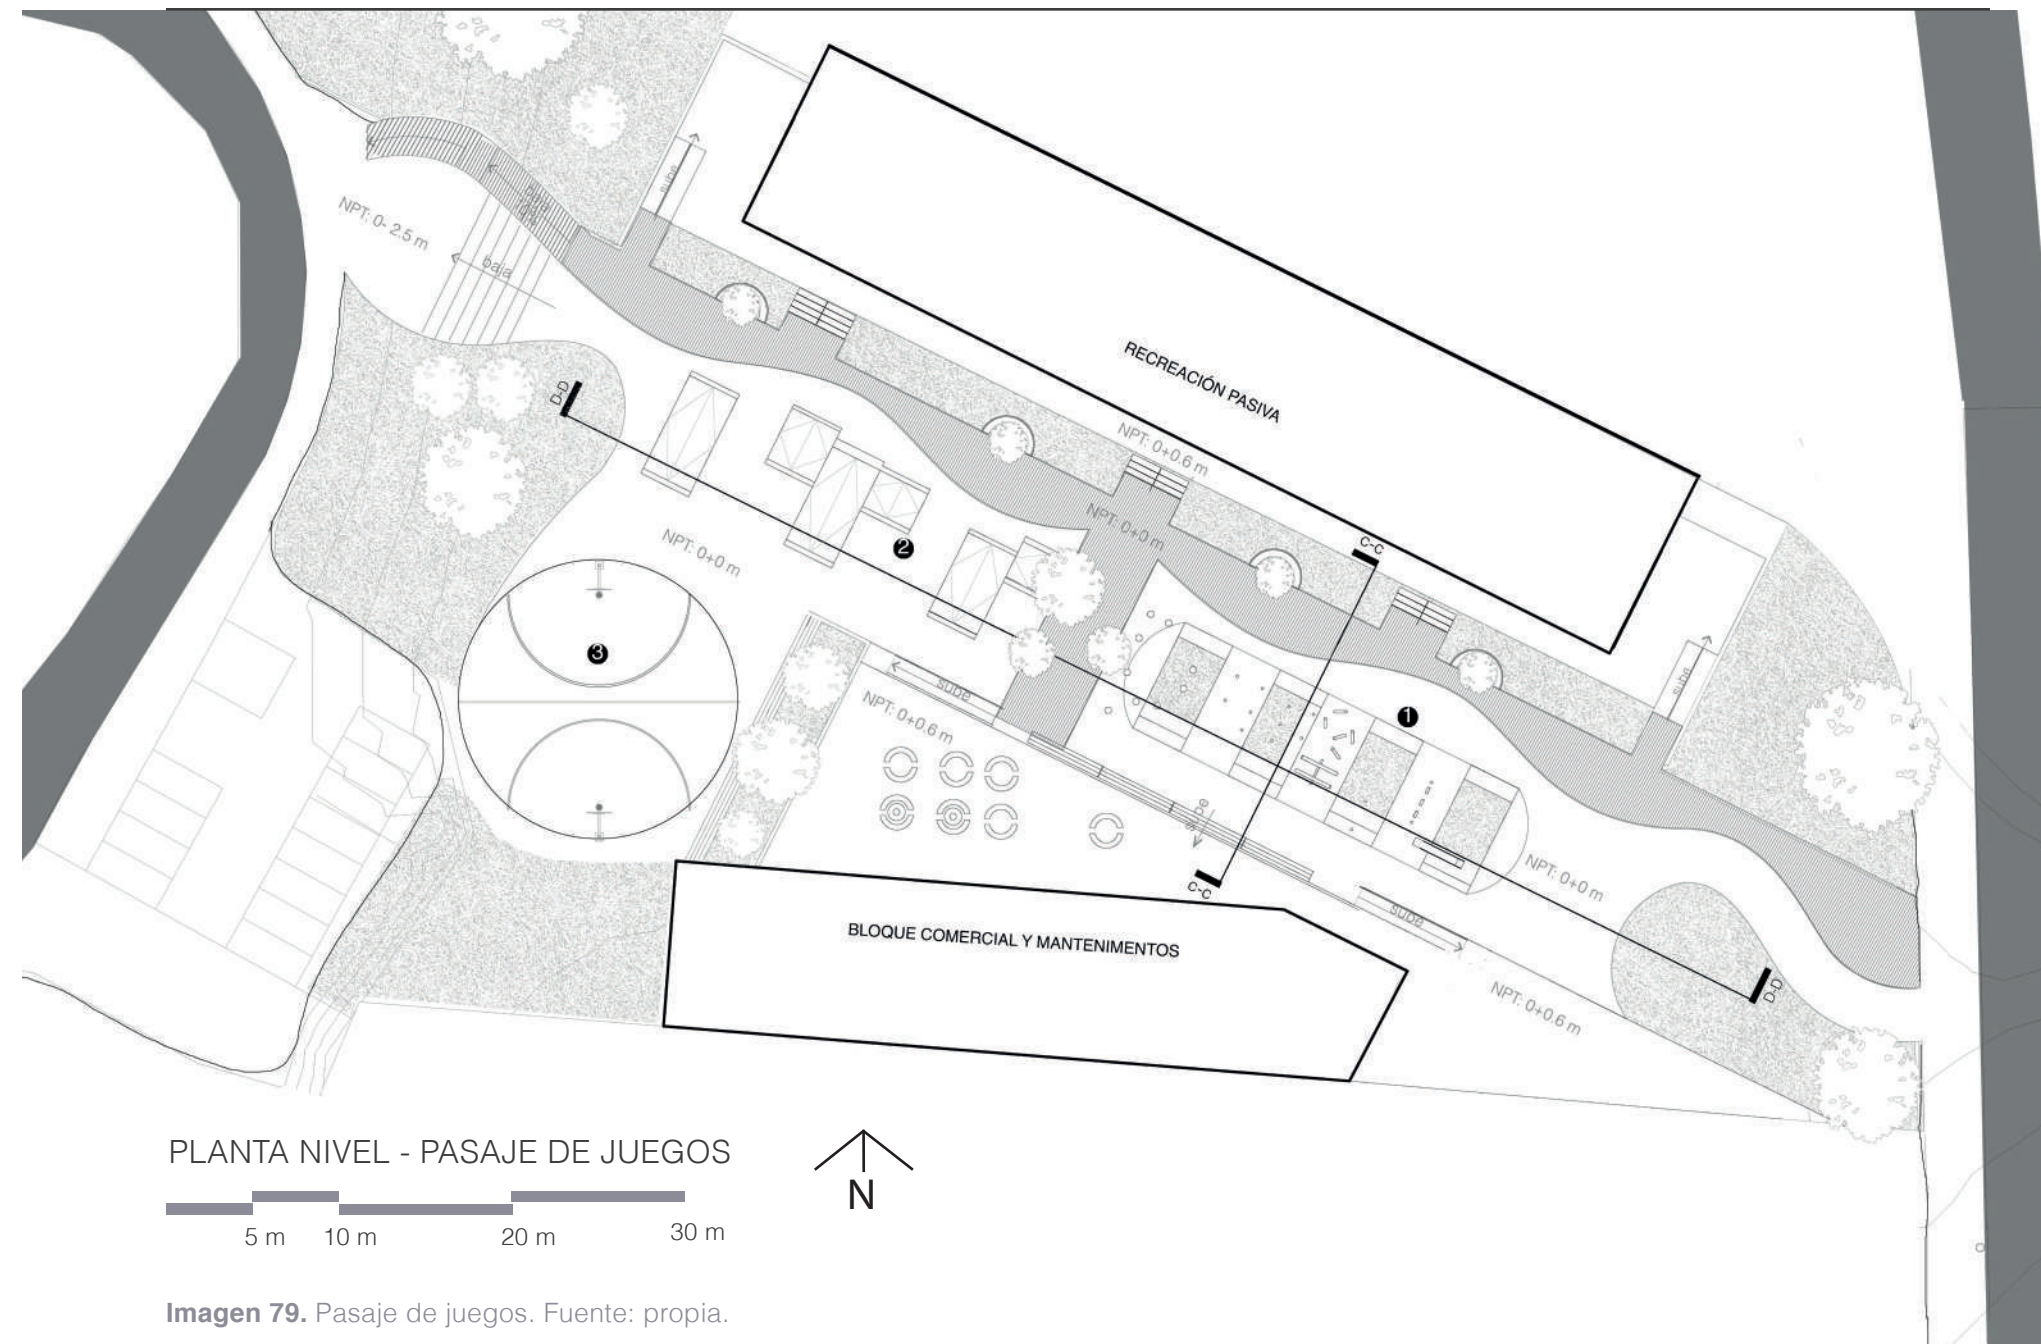 sube
NPT: 0- 2.5 m
baja
baja
D-D
RECREACIÓN PASIVA
NPT: 0+0.6 m
NPT: 0+0 m
C-C
2
NPT: 0+0 m
3
sube
sube
NPT: 0+0.6 m
1
sube
NPT: 0+0 m
C-C
sube
BLOQUE COMERCIAL Y MANTENIMENTOS
D-D
NPT: 0+0.6 m
PLANTA NIVEL - PASAJE DE JUEGOS
N
5 m 10 m 20 m 30 m
Imagen 79. Pasaje de juegos. Fuente: propia.